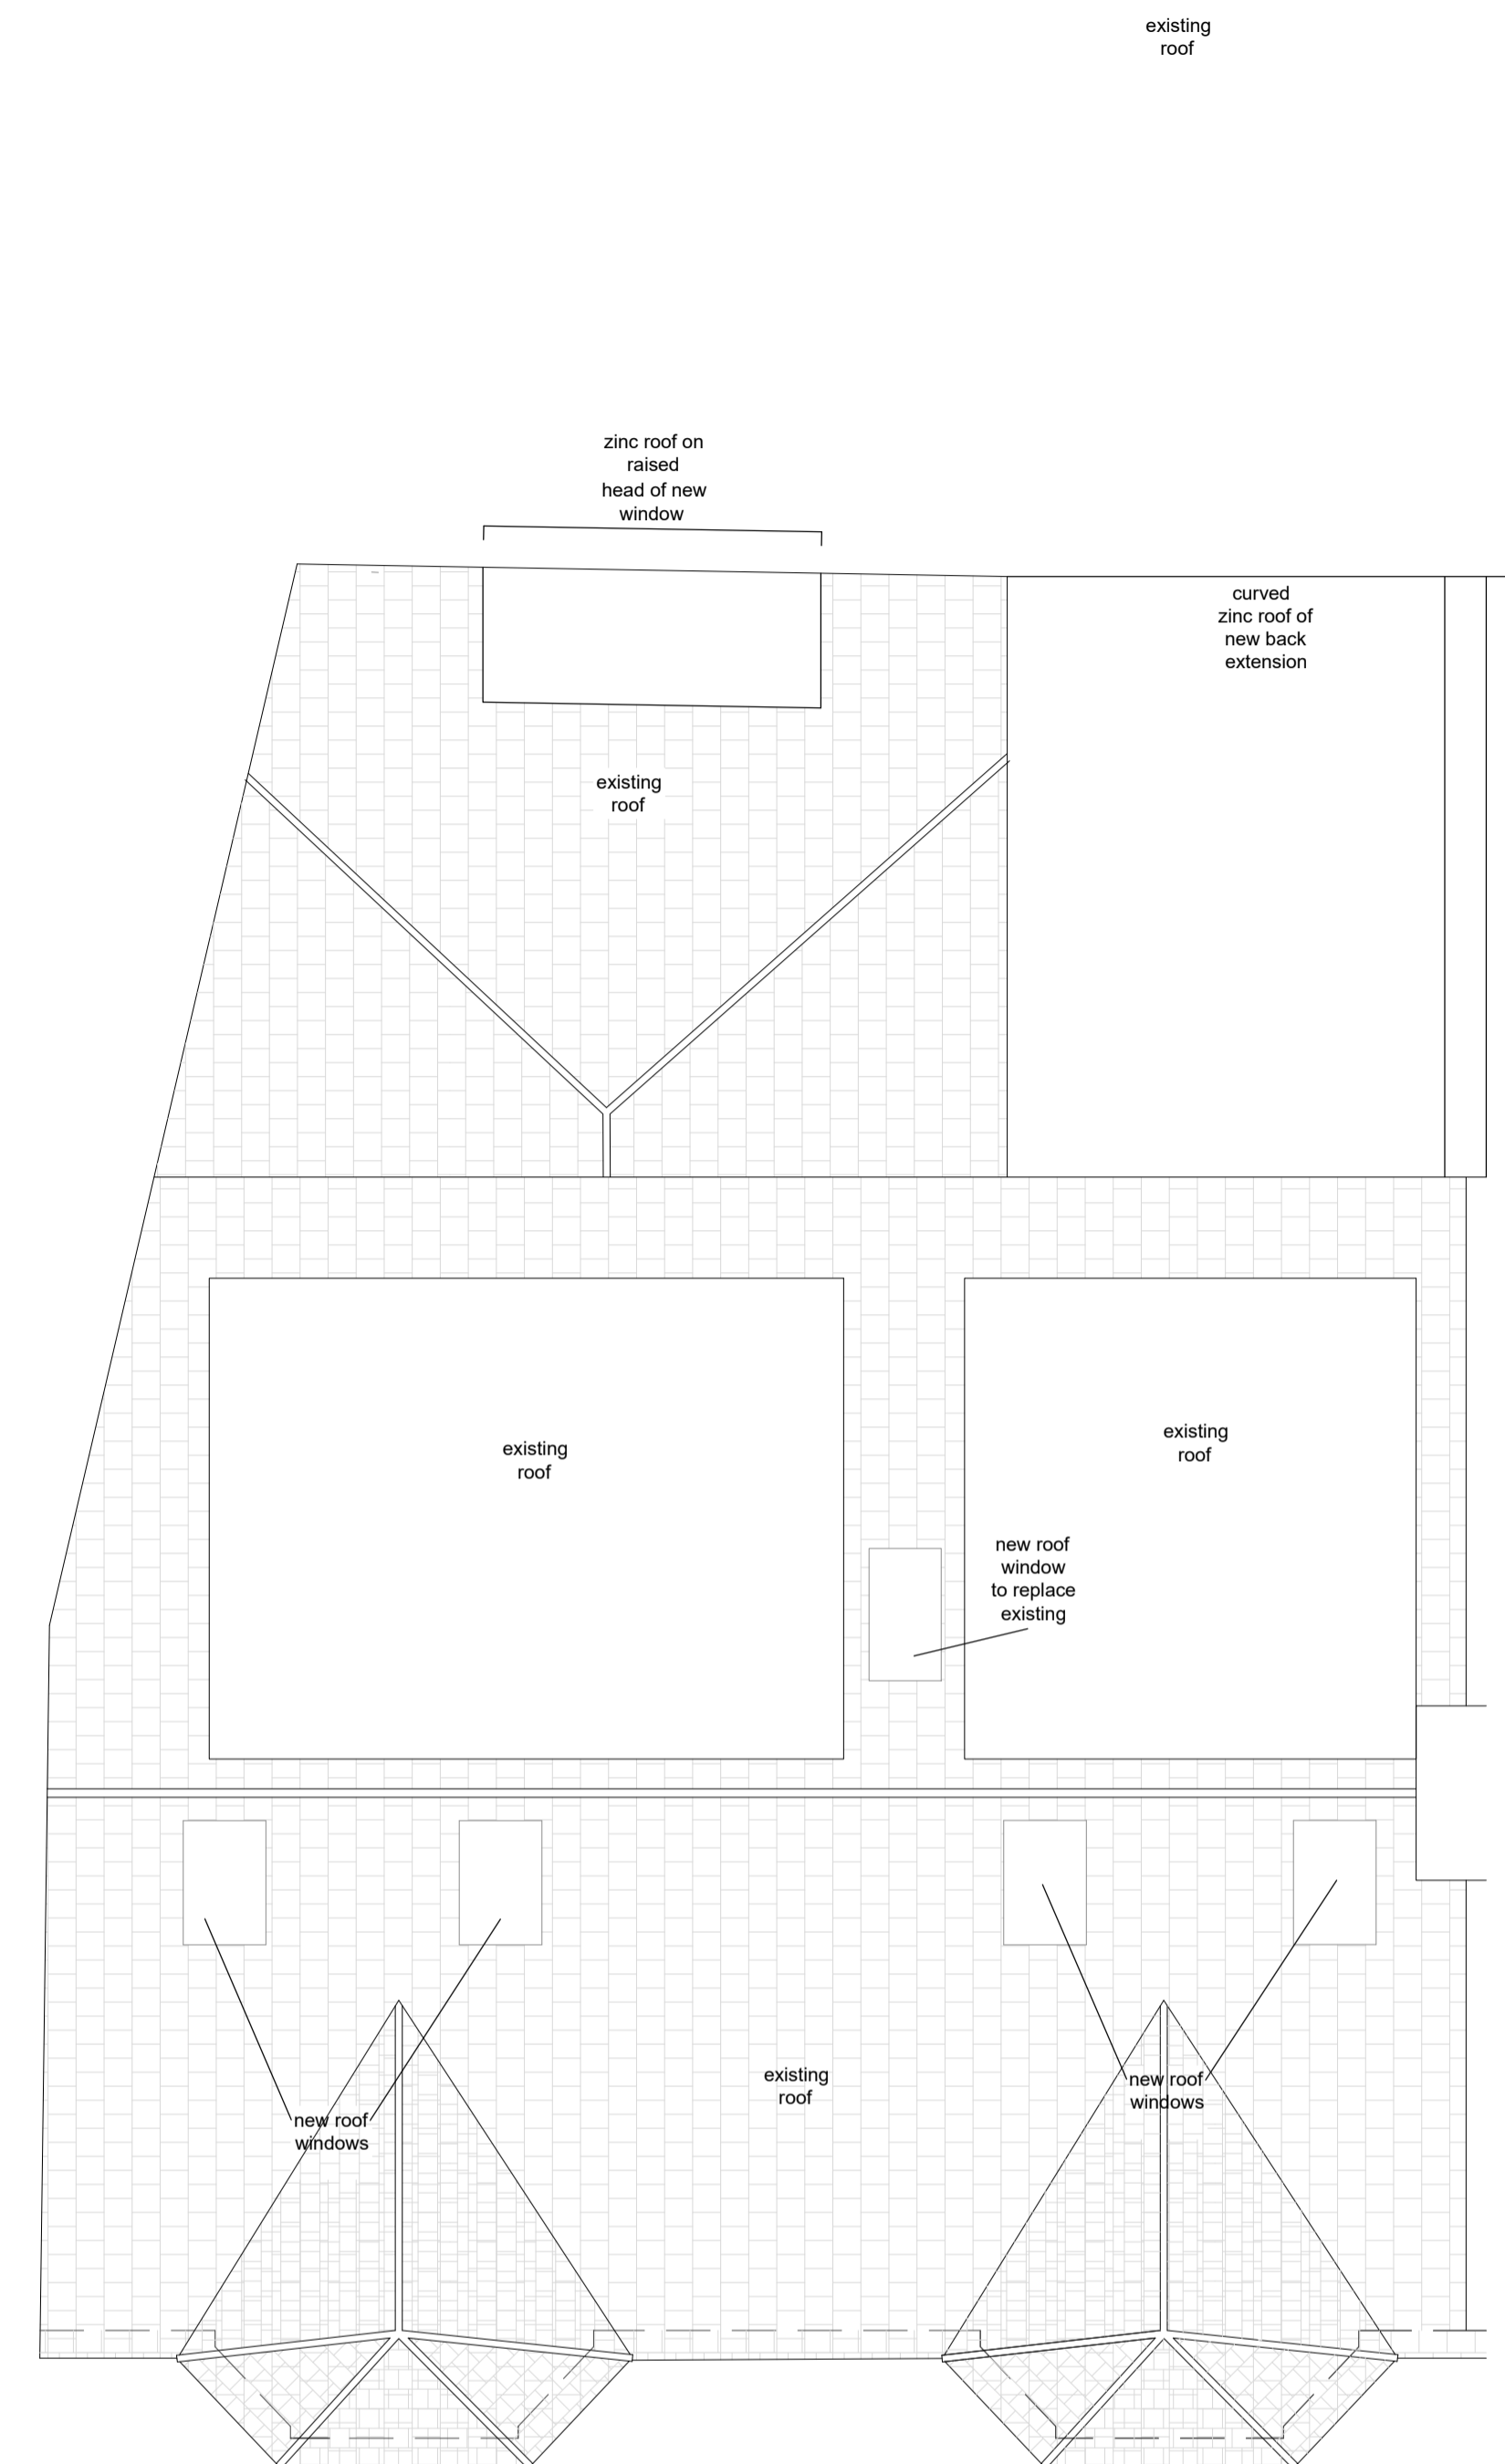 existing
roof
zinc roof on
raised
head of new
window
curved
zinc roof of
new back
extension
existing
roof
existing
roof
existing
roof
new roof
window
to replace
existing
existing
roof
new roof
windows
new roof
windows